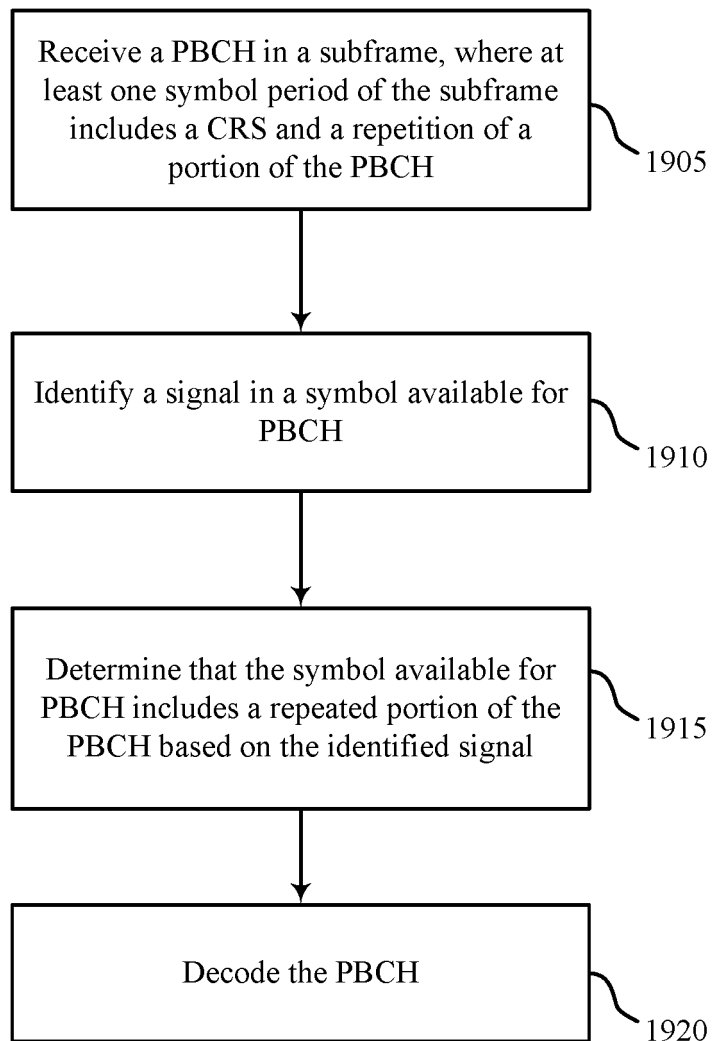 Receive a PBCH in a subframe, where at
least one symbol period of the subframe
includes a CRS and a repetition of a
portion of the PBCH
1905
Identify a signal in a symbol available for
PBCH
1910
Determine that the symbol available for
PBCH includes a repeated portion of the
PBCH based on the identified signal
1915
Decode the PBCH
1920